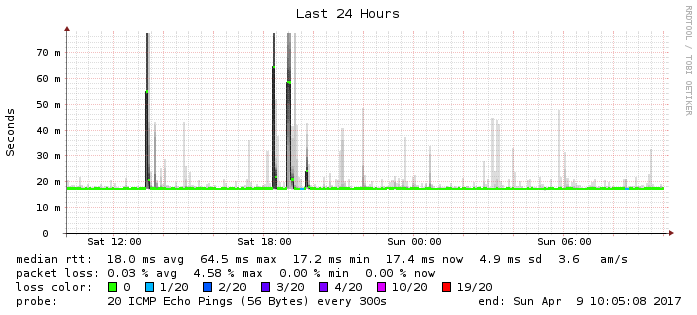 Last 24 Hours
RRDTOOL / TOBI OETIKER
Seconds
70 m
60 m
50 m
40 m
30 m
20 m
10 m
0
Sat 12:00 Sat 18:00 Sun 00:00 Sun 06:00
median rtt: 18.0 ms avg 64.5 ms max 17.2 ms min 17.4 ms now 4.9 ms sd 3.6 am/s
packet loss: 0.03 % avg 4.58 % max 0.00 % min 0.00 % now
loss color: 0 1/20 2/20 3/20 4/20 10/20 19/20
probe: 20 ICMP Echo Pings (56 Bytes) every 300s end: Sun Apr 9 10:05:08 2017